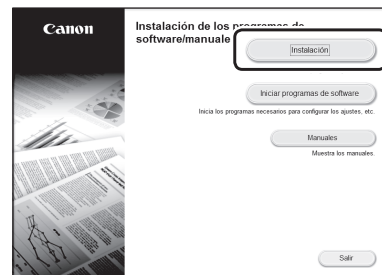 Canon
Instalación de los programas de
software/manuale
Instalación
Iniciar programas de software
Inicia los programas necesarios para configurar los ajustes, etc.
Manuales
Muestra los manuales.
Salir